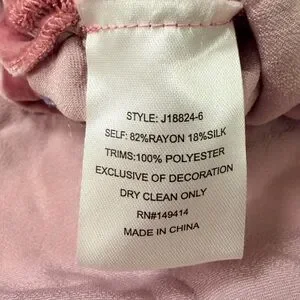 STYLE: J18824-6
SELF: 82%RAYON 18%SILK
TRIMS:100% POLYESTER
EXCLUSIVE OF DECORATION
DRY CLEAN ONLY
RN#149414
MADE IN CHINA